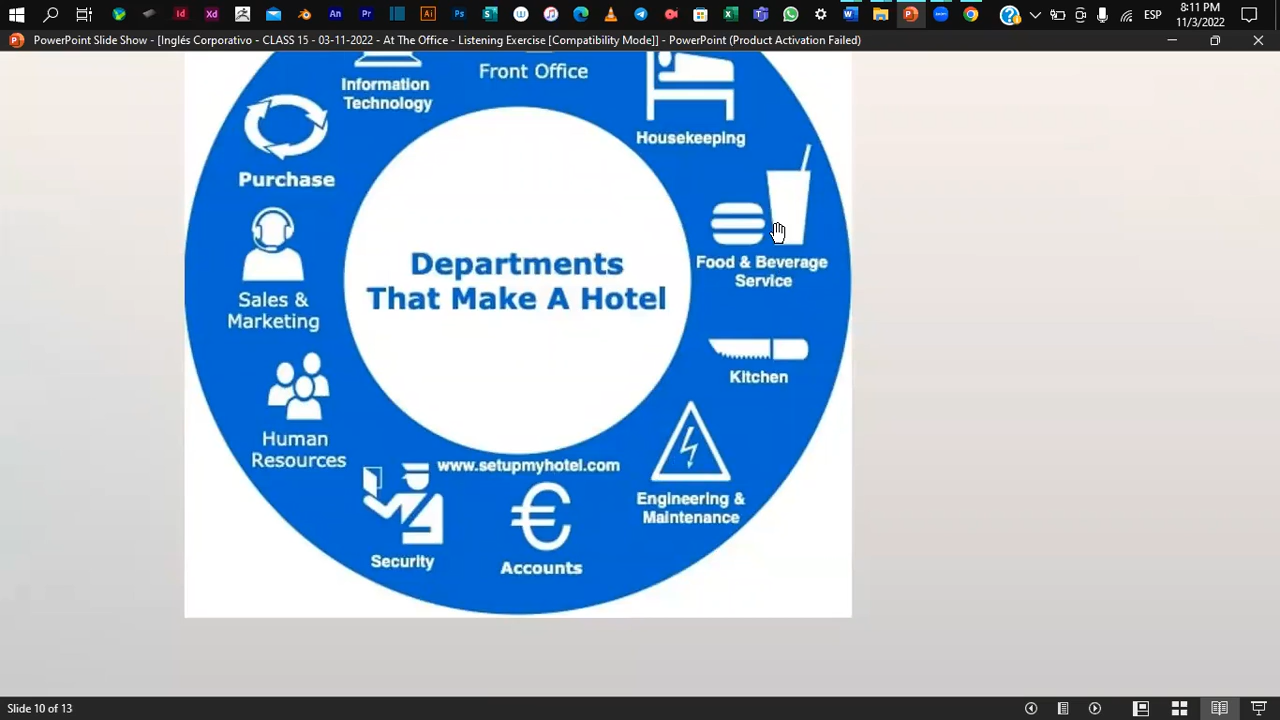 8:11 PM
ESP
11/3/2022
PowerPoint Slide Show - [Inglés Corporativo - CLASS 15 - 03-11-2022 - At The Office - Listening Exercise [Compatibility Mode]] - PowerPoint (Product Activation Failed)
Front Office
Information
Technology
Housekeeping
Purchase
Food & Beverage
Service
Departments
That Make A Hotel
Sales &
Marketing
Kitchen
Human
Resources
www.setupmyhotel.com
Engineering &
Maintenance
Security
Accounts
Slide 10 of 13